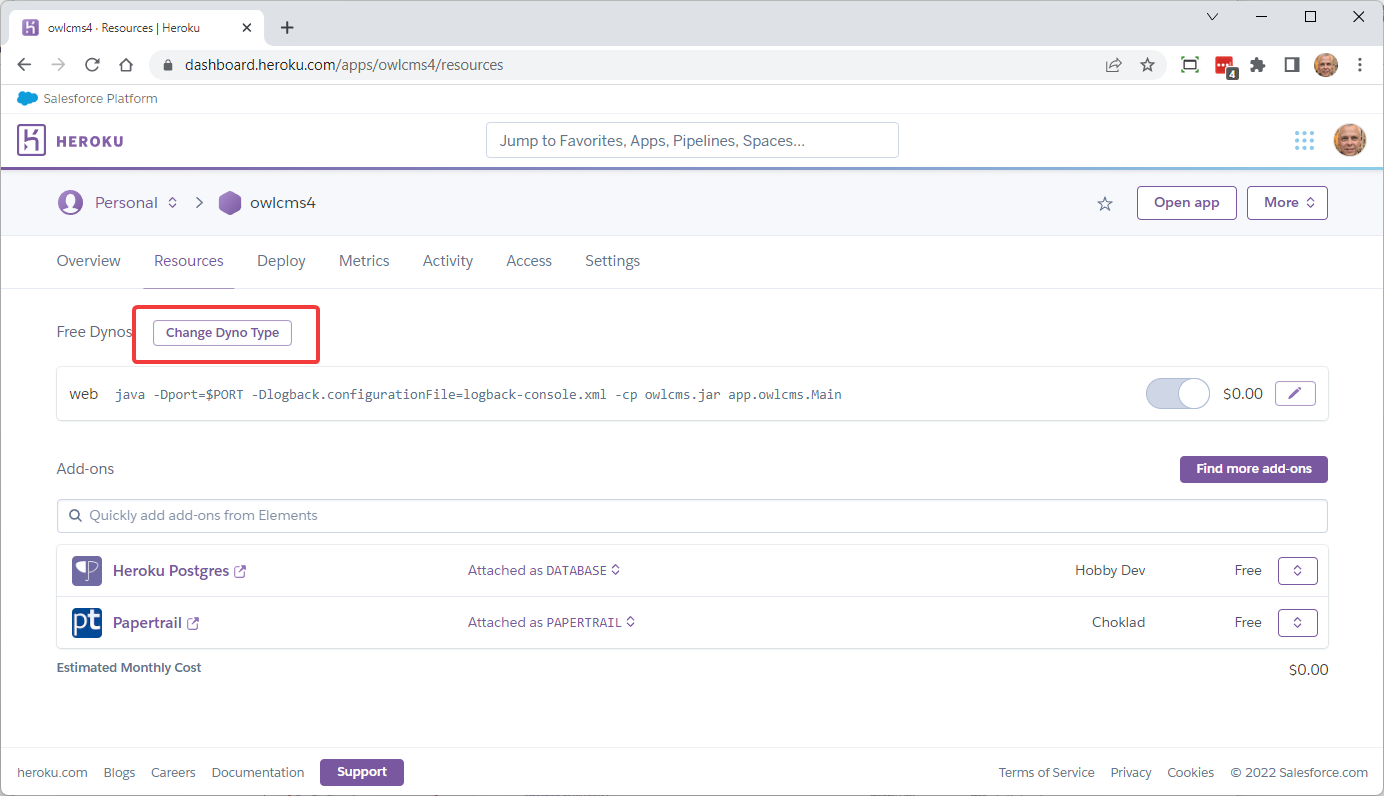 owlcms4 · Resources | Heroku
dashboard.heroku.com/apps/owlcms4/resources
4
Salesforce Platform
HEROKU
Jump to Favorites, Apps, Pipelines, Spaces...
Personal owlcms4
Open app
More
Overview Resources Deploy Metrics Activity Access Settings
Free Dynos Change Dyno Type
web java -Dport=$PORT -Dlogback.configurationFile=logback-console.xml -cp owlcms.jar app.owlcms.Main $0.00
Add-ons Find more add-ons
Quickly add add-ons from Elements
Heroku Postgres Attached as DATABASE Hobby Dev Free
pt Papertrail Attached as PAPERTRAIL Choklad Free
Estimated Monthly Cost $0.00
heroku.com Blogs Careers Documentation Support Terms of Service Privacy Cookies © 2022 Salesforce.com